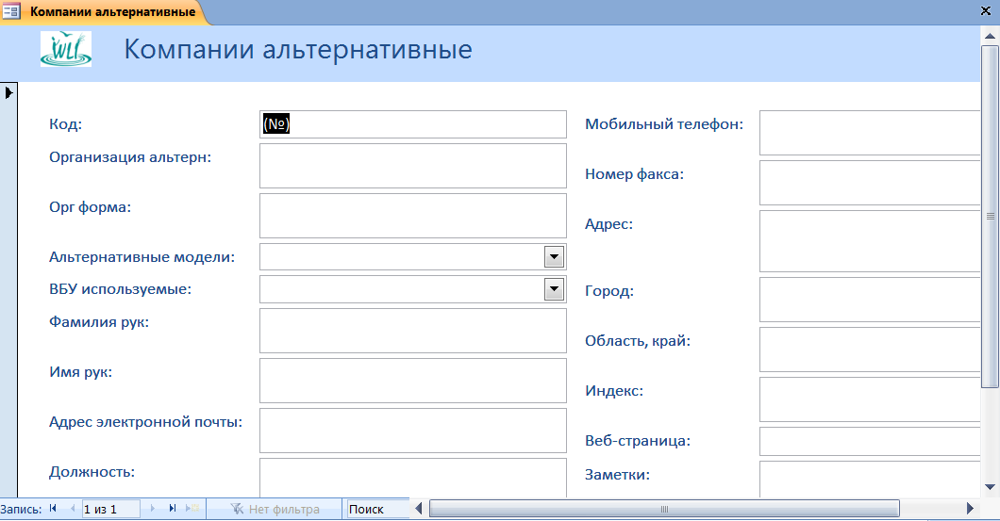 Компании альтернативные
WLI
Компании альтернативные
Код:
(№)
Организация альтерн:
Орг форма:
Альтернативные модели:
ВБУ используемые:
Фамилия рук:
Имя рук:
Адрес электронной почты:
Должность:
Мобильный телефон:
Номер факса:
Адрес:
Город:
Область, край:
Индекс:
Веб-страница:
Заметки:
Запись: 1 из 1 Нет фильтра Поиск